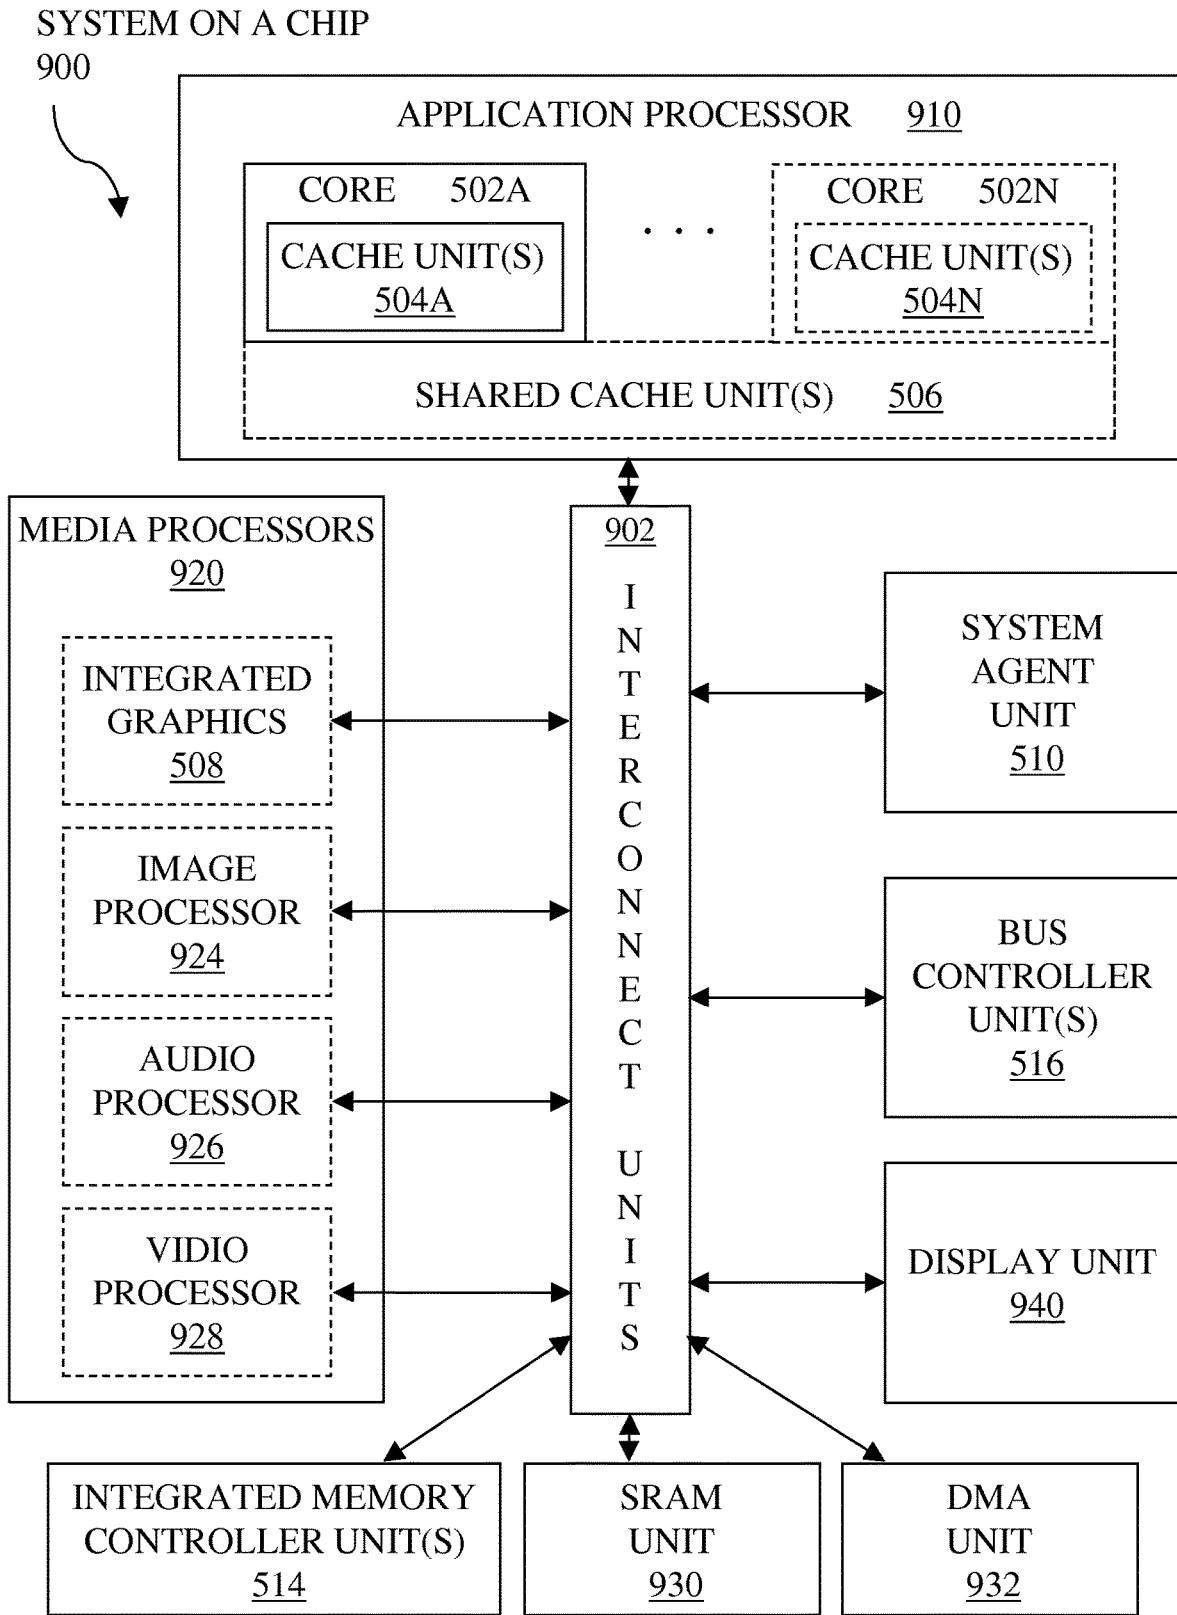 SYSTEM ON A CHIP
900
APPLICATION PROCESSOR 910
CORE 502A
CACHE UNIT(S)
504A
. . .
CORE 502N
CACHE UNIT(S)
504N
SHARED CACHE UNIT(S) 506
MEDIA PROCESSORS
920
INTEGRATED
GRAPHICS
508
IMAGE
PROCESSOR
924
AUDIO
PROCESSOR
926
VIDIO
PROCESSOR
928
902
INTERCONNECT UNITS
SYSTEM
AGENT
UNIT
510
BUS
CONTROLLER
UNIT(S)
516
DISPLAY UNIT
940
INTEGRATED MEMORY
CONTROLLER UNIT(S)
514
SRAM
UNIT
930
DMA
UNIT
932